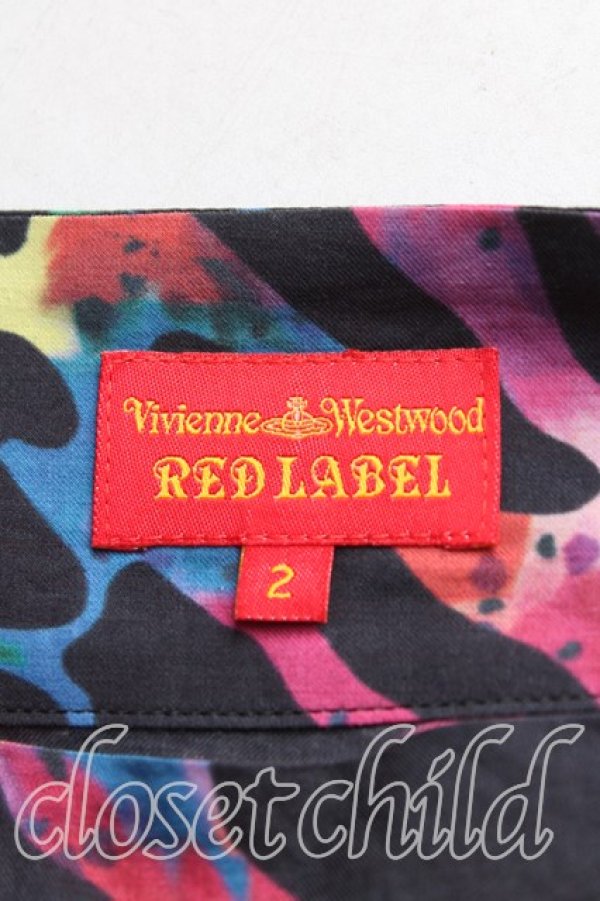 Vivienne Westwood
RED LABEL
2
closetchild